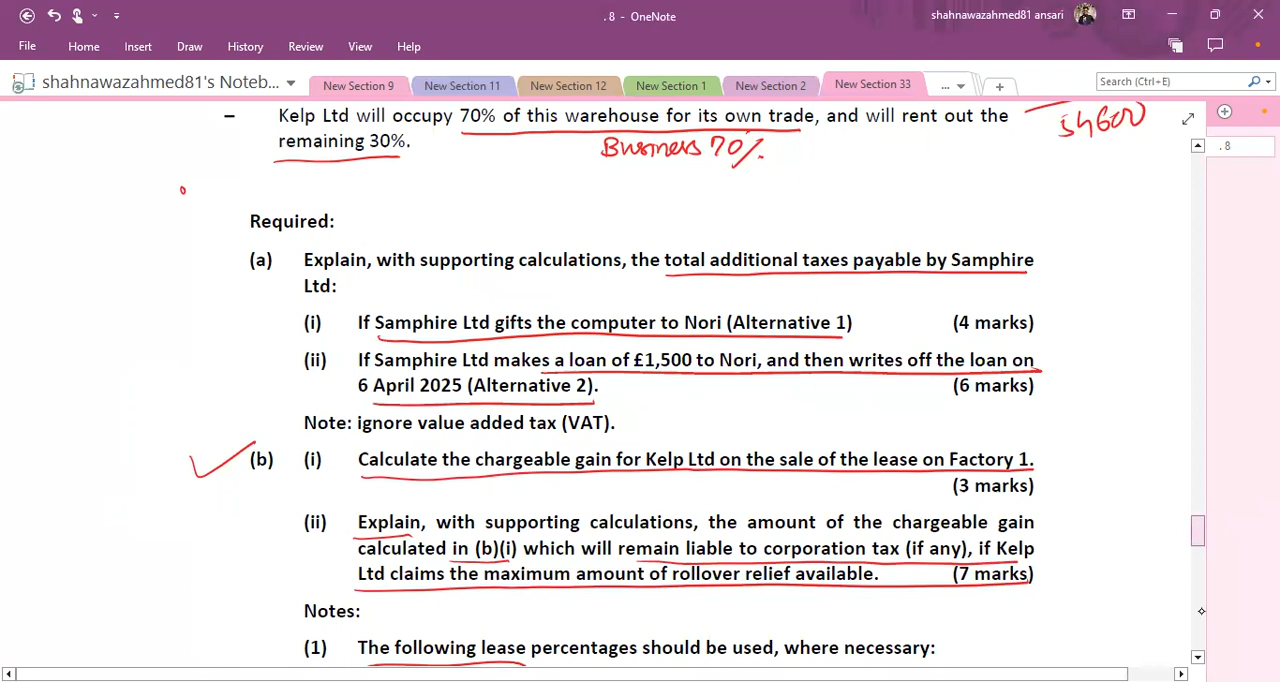 . 8 - OneNote
shahnawazahmed81 ansari
File Home Insert Draw History Review View Help
shahnawazahmed81's Noteb...
New Section 9
New Section 11
New Section 12
New Section 1
New Section 2
New Section 33
...
Search (Ctrl+E)
. 8
– Kelp Ltd will occupy 70% of this warehouse for its own trade, and will rent out the
remaining 30%.
54600
Business 70%
Required:
(a) Explain, with supporting calculations, the total additional taxes payable by Samphire
Ltd:
(i) If Samphire Ltd gifts the computer to Nori (Alternative 1) (4 marks)
(ii) If Samphire Ltd makes a loan of £1,500 to Nori, and then writes off the loan on
6 April 2025 (Alternative 2). (6 marks)
Note: ignore value added tax (VAT).
(b) (i) Calculate the chargeable gain for Kelp Ltd on the sale of the lease on Factory 1.
(3 marks)
(ii) Explain, with supporting calculations, the amount of the chargeable gain
calculated in (b)(i) which will remain liable to corporation tax (if any), if Kelp
Ltd claims the maximum amount of rollover relief available. (7 marks)
Notes:
(1) The following lease percentages should be used, where necessary: